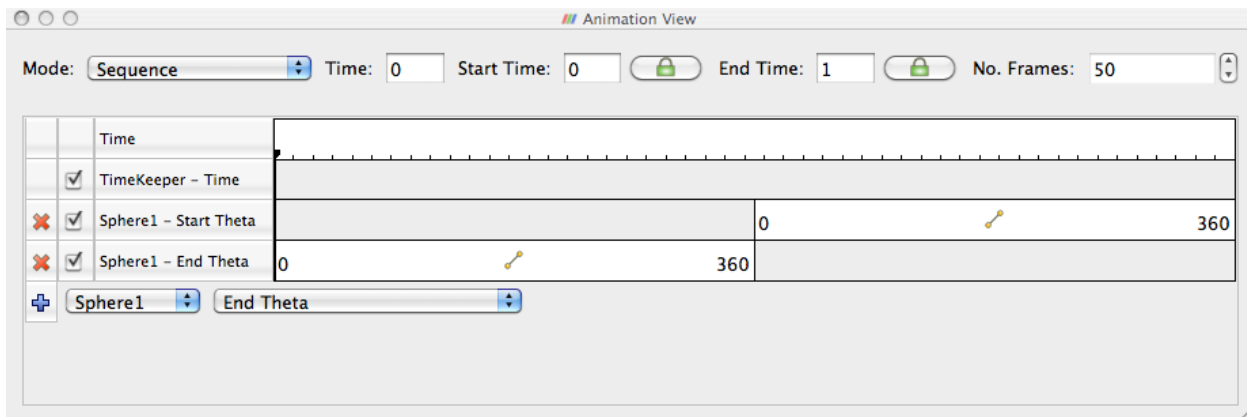 Animation View
Mode: Sequence Time: 0 Start Time: 0 End Time: 1 No. Frames: 50
Time
TimeKeeper – Time
Sphere1 – Start Theta 0 360
Sphere1 – End Theta 0 360
Sphere1 End Theta